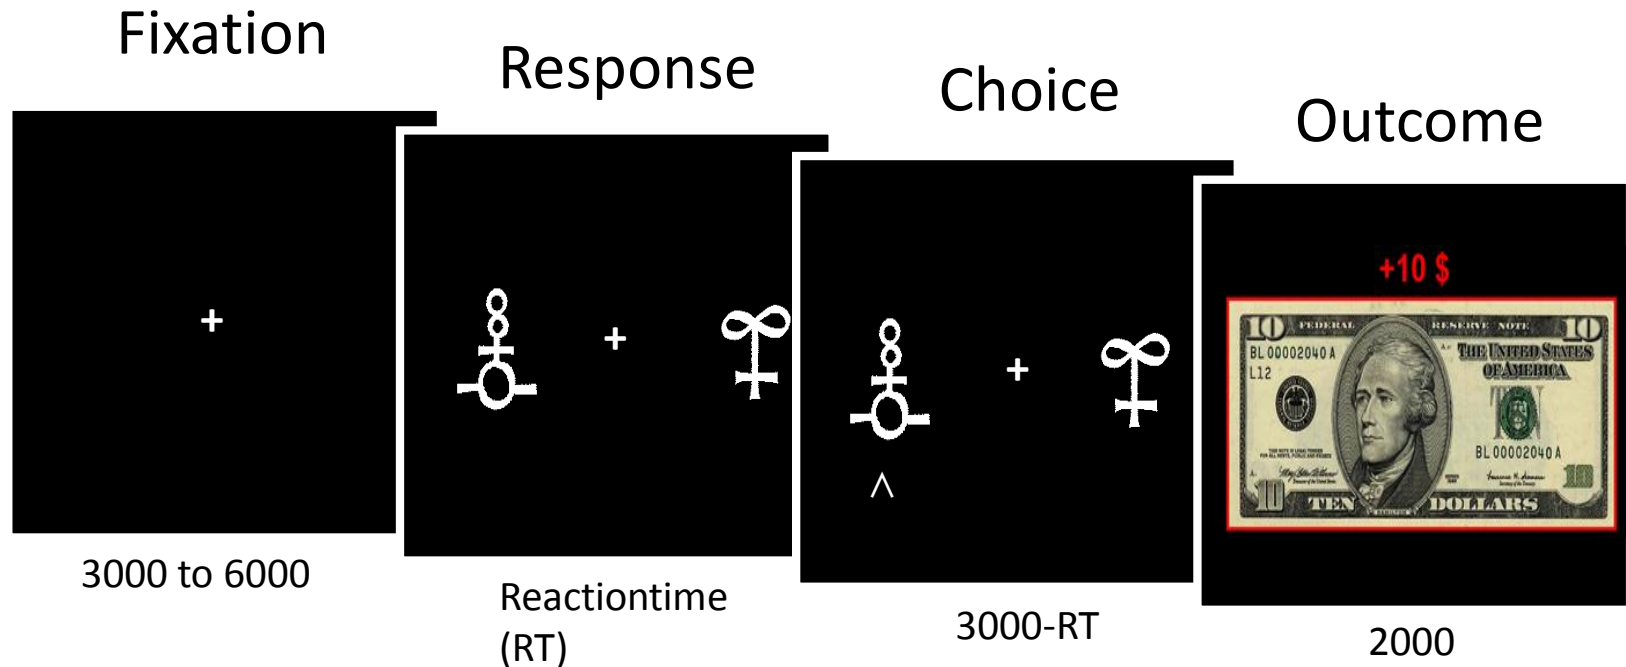 Fixation
Response
Choice
Outcome
+
+
+
^
+10 $
10 FEDERAL RESERVE NOTE 10
BL 00002040 A
THE UNITED STATES
OF AMERICA
L12
TEN
BL 00002040 A
10
10
TEN DOLLARS
3000 to 6000
Reactiontime
(RT)
3000-RT
2000